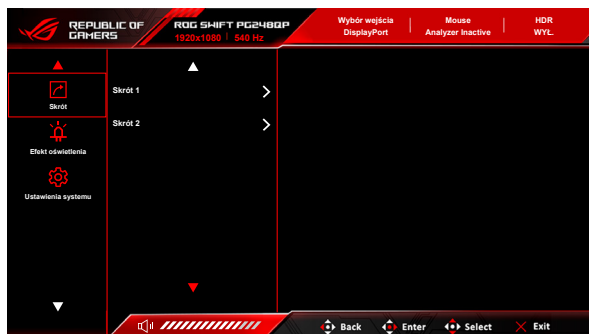 REPUBLIC OF
GAMERS
ROG SWIFT PG248QP
1920x1080 | 540 Hz
Wybór wejścia
DisplayPort
Mouse
Analyzer Inactive
HDR
WYŁ.
Skrót
Efekt oświetlenia
Ustawienia systemu
Skrót 1
Skrót 2
Back
Enter
Select
Exit